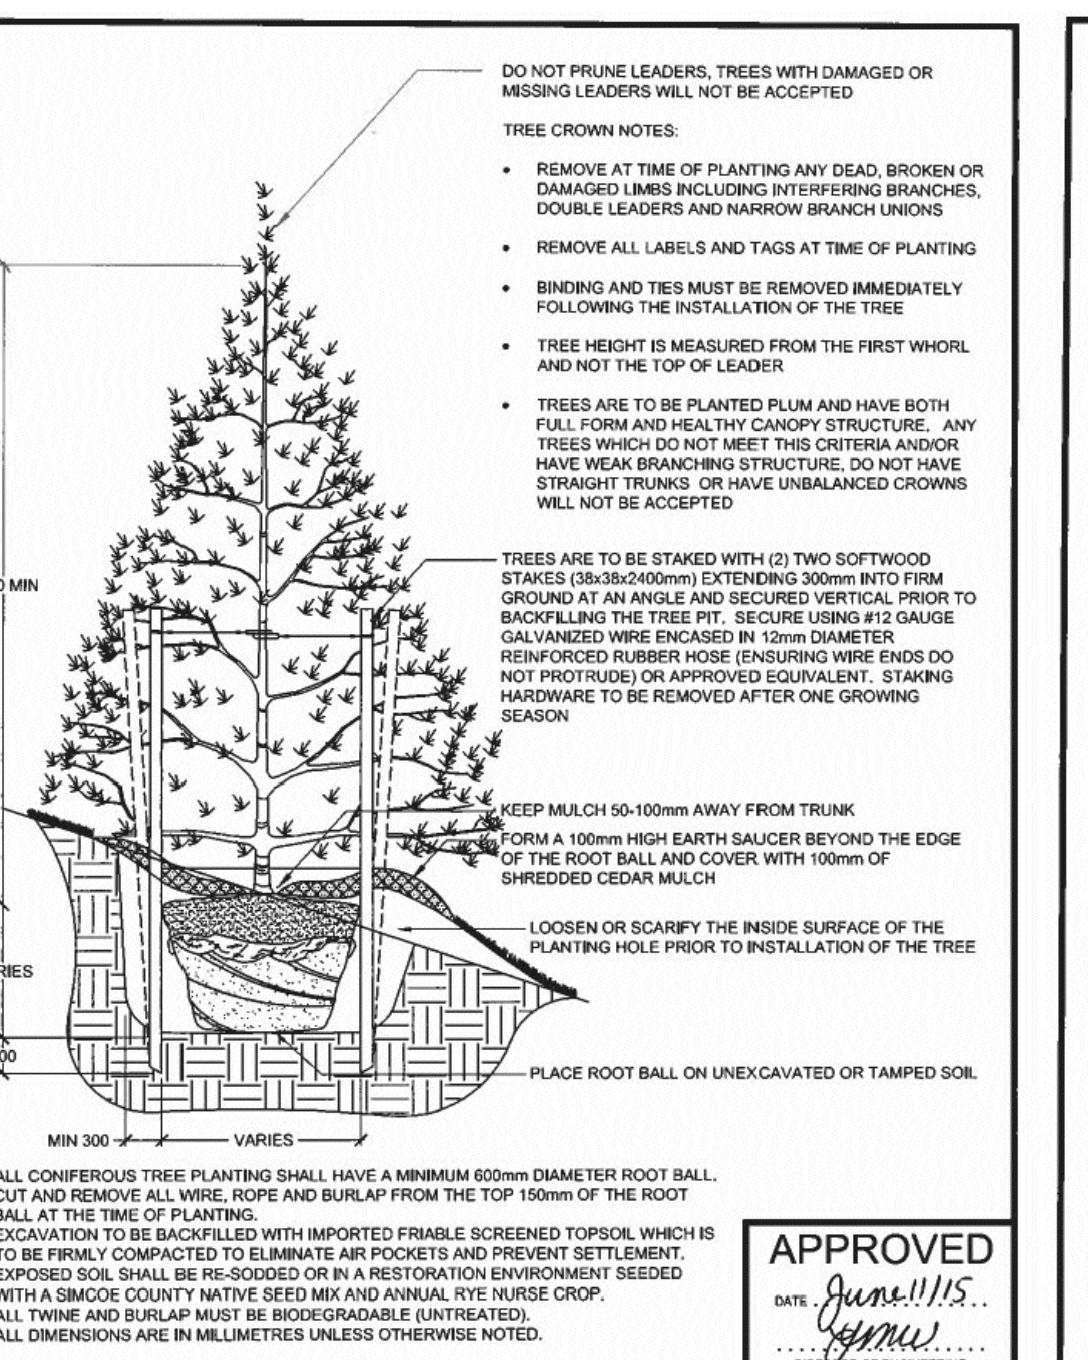 DO NOT PRUNE LEADERS, TREES WITH DAMAGED OR
MISSING LEADERS WILL NOT BE ACCEPTED
TREE CROWN NOTES:
• REMOVE AT TIME OF PLANTING ANY DEAD, BROKEN OR
DAMAGED LIMBS INCLUDING INTERFERING BRANCHES,
DOUBLE LEADERS AND NARROW BRANCH UNIONS
• REMOVE ALL LABELS AND TAGS AT TIME OF PLANTING
• BINDING AND TIES MUST BE REMOVED IMMEDIATELY
FOLLOWING THE INSTALLATION OF THE TREE
• TREE HEIGHT IS MEASURED FROM THE FIRST WHORL
AND NOT THE TOP OF LEADER
• TREES ARE TO BE PLANTED PLUM AND HAVE BOTH
FULL FORM AND HEALTHY CANOPY STRUCTURE. ANY
TREES WHICH DO NOT MEET THIS CRITERIA AND/OR
HAVE WEAK BRANCHING STRUCTURE, DO NOT HAVE
STRAIGHT TRUNKS OR HAVE UNBALANCED CROWNS
WILL NOT BE ACCEPTED
TREES ARE TO BE STAKED WITH (2) TWO SOFTWOOD
STAKES (38x38x2400mm) EXTENDING 300mm INTO FIRM
GROUND AT AN ANGLE AND SECURED VERTICAL PRIOR TO
BACKFILLING THE TREE PIT. SECURE USING #12 GAUGE
GALVANIZED WIRE ENCASED IN 12mm DIAMETER
REINFORCED RUBBER HOSE (ENSURING WIRE ENDS DO
NOT PROTRUDE) OR APPROVED EQUIVALENT. STAKING
HARDWARE TO BE REMOVED AFTER ONE GROWING
SEASON
MIN
KEEP MULCH 50-100mm AWAY FROM TRUNK
FORM A 100mm HIGH EARTH SAUCER BEYOND THE EDGE
OF THE ROOT BALL AND COVER WITH 100mm OF
SHREDDED CEDAR MULCH
LOOSEN OR SCARIFY THE INSIDE SURFACE OF THE
PLANTING HOLE PRIOR TO INSTALLATION OF THE TREE
RIES
00
PLACE ROOT BALL ON UNEXCAVATED OR TAMPED SOIL
MIN 300 VARIES
ALL CONIFEROUS TREE PLANTING SHALL HAVE A MINIMUM 600mm DIAMETER ROOT BALL.
CUT AND REMOVE ALL WIRE, ROPE AND BURLAP FROM THE TOP 150mm OF THE ROOT
BALL AT THE TIME OF PLANTING.
EXCAVATION TO BE BACKFILLED WITH IMPORTED FRIABLE SCREENED TOPSOIL WHICH IS
TO BE FIRMLY COMPACTED TO ELIMINATE AIR POCKETS AND PREVENT SETTLEMENT.
EXPOSED SOIL SHALL BE RE-SODDED OR IN A RESTORATION ENVIRONMENT SEEDED
WITH A SIMCOE COUNTY NATIVE SEED MIX AND ANNUAL RYE NURSE CROP.
ALL TWINE AND BURLAP MUST BE BIODEGRADABLE (UNTREATED).
ALL DIMENSIONS ARE IN MILLIMETRES UNLESS OTHERWISE NOTED.
APPROVED
DATE June 11/15